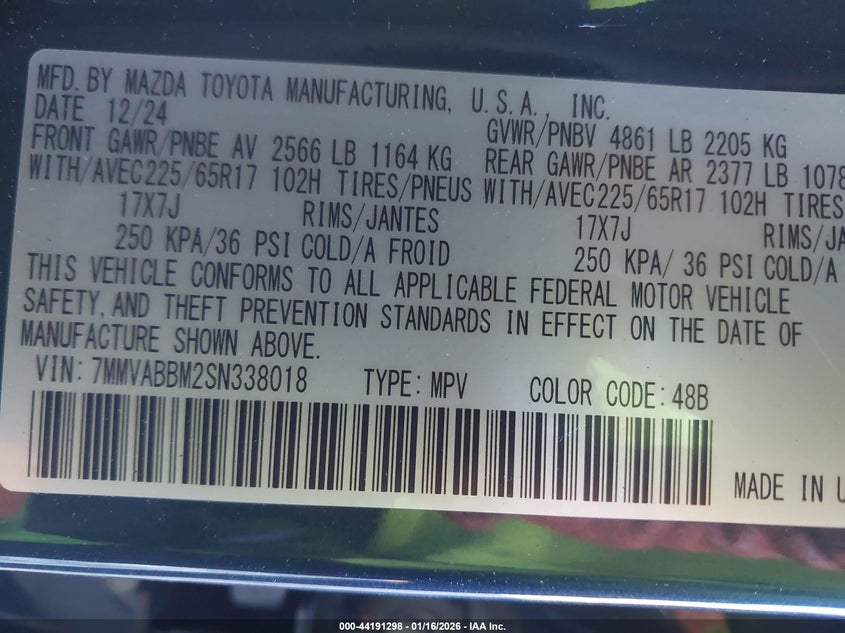 MFD. BY MAZDA TOYOTA MANUFACTURING, U.S.A., INC.
DATE 12/24 GVWR/PNBV 4861 LB 2205 KG
FRONT GAWR/PNBE AV 2566 LB 1164 KG REAR GAWR/PNBE AR 2377 LB 1078
WITH/AVEC225/65R17 102H TIRES/PNEUS WITH/AVEC225/65R17 102H TIRES
17X7J RIMS/JANTES 17X7J RIMS/JA
250 KPA/36 PSI COLD/A FROID 250 KPA/ 36 PSI COLD/A
THIS VEHICLE CONFORMS TO ALL APPLICABLE FEDERAL MOTOR VEHICLE
SAFETY, AND THEFT PREVENTION STANDARDS IN EFFECT ON THE DATE OF
MANUFACTURE SHOWN ABOVE.
VIN: 7MMVABBM2SN338018 TYPE: MPV COLOR CODE: 48B
MADE IN U
000-44191298 - 01/16/2026 - IAA Inc.